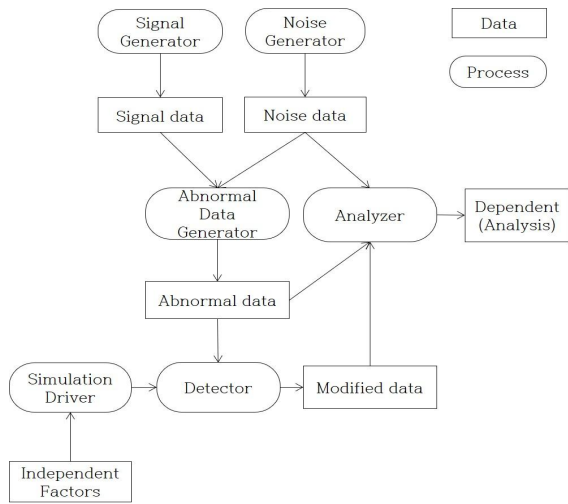 Signal
Generator
Noise
Generator
Data
Process
Signal data
Noise data
Abnormal
Data
Generator
Analyzer
Dependent
(Analysis)
Abnormal data
Simulation
Driver
Detector
Modified data
Independent
Factors